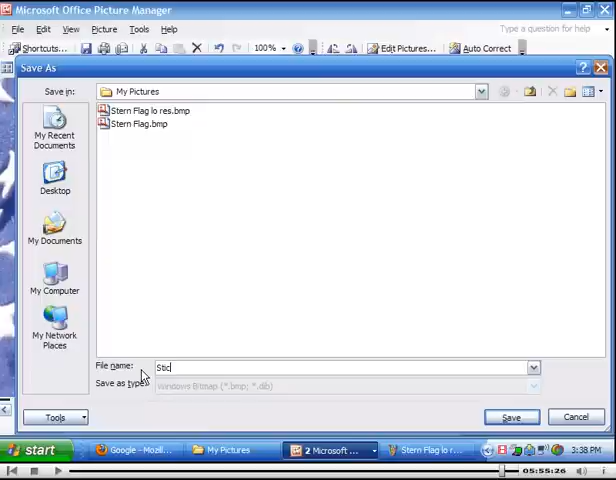 Microsoft Office Picture Manager
File Edit View Picture Tools Help Type a question for help
Shortcuts... 100% Edit Pictures... Auto Correct
Save As
Save in: My Pictures
Stern Flag lo res.bmp
Stern Flag.bmp
My Recent
Documents
Desktop
My Documents
My Computer
My Network
Places
File name: Stic
Save as type: Windows Bitmap (*.bmp; *.dib)
Tools Save Cancel
start Google - Mozil... My Pictures 2 Microsoft ... Stern Flag lo r... 3:38 PM
05:55:26